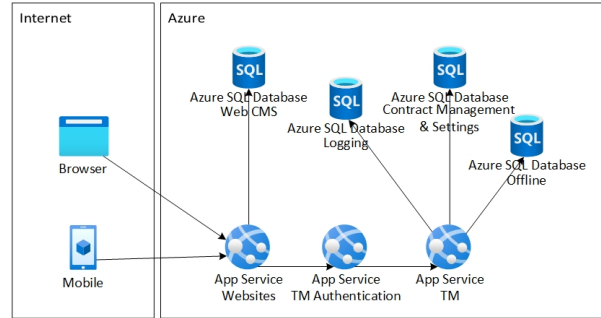 Internet
Azure
SQL
Azure SQL Database
Web CMS
SQL
Azure SQL Database
Logging
SQL
Azure SQL Database
Contract Management
& Settings
SQL
Azure SQL Database
Offline
Browser
Mobile
App Service
Websites
App Service
TM Authentication
App Service
TM